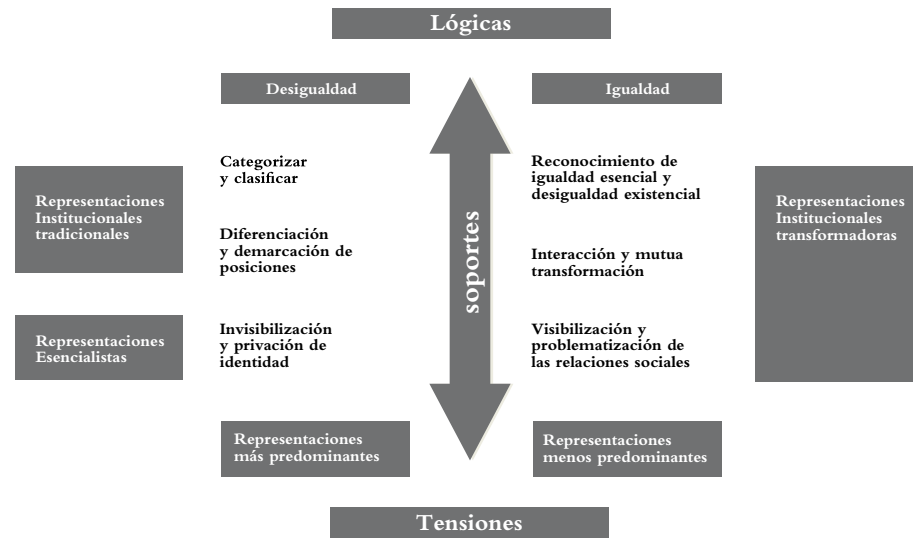 Lógicas
Desigualdad
Igualdad
Representaciones
Institucionales
tradicionales
Representaciones
Esencialistas
Categorizar
y clasificar
Diferenciación
y demarcación de
posiciones
Invisibilización
y privación de
identidad
soportes
Reconocimiento de
igualdad esencial y
desigualdad existencial
Interacción y mutua
transformación
Visibilización y
problematización de
las relaciones sociales
Representaciones
Institucionales
transformadoras
Representaciones
más predominantes
Representaciones
menos predominantes
Tensiones